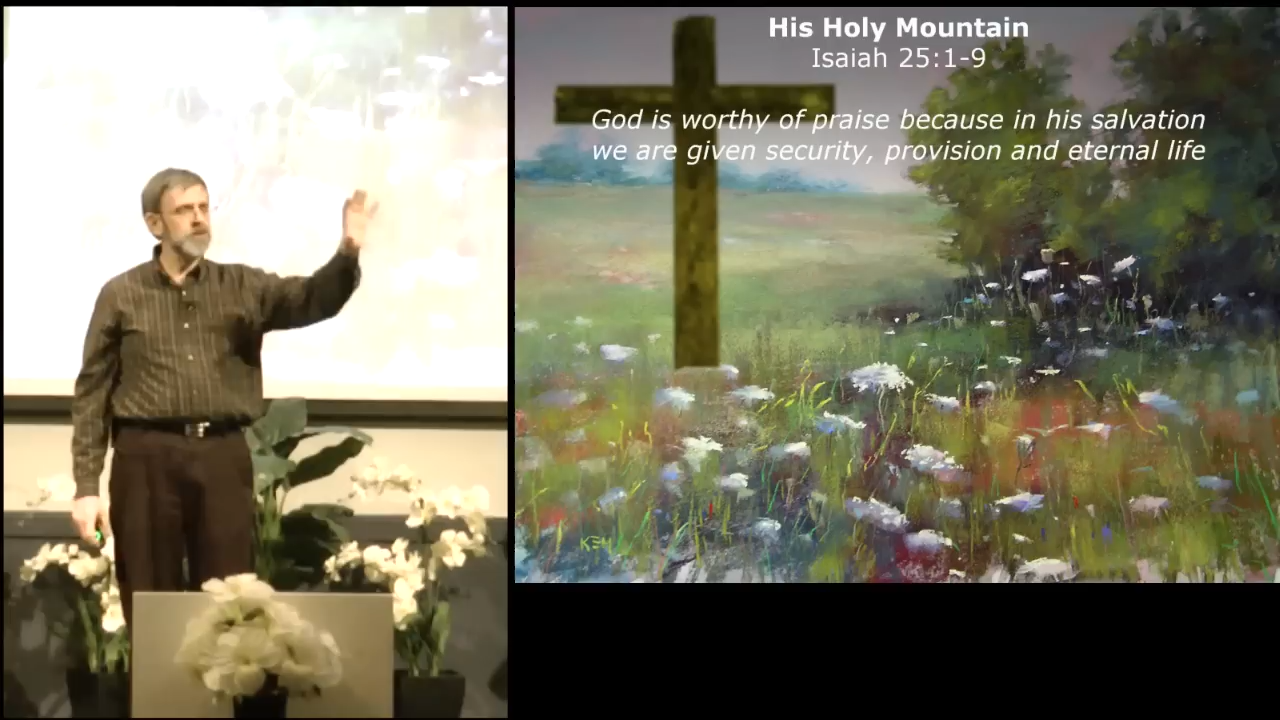 His Holy Mountain
Isaiah 25:1-9
God is worthy of praise because in his salvation
we are given security, provision and eternal life